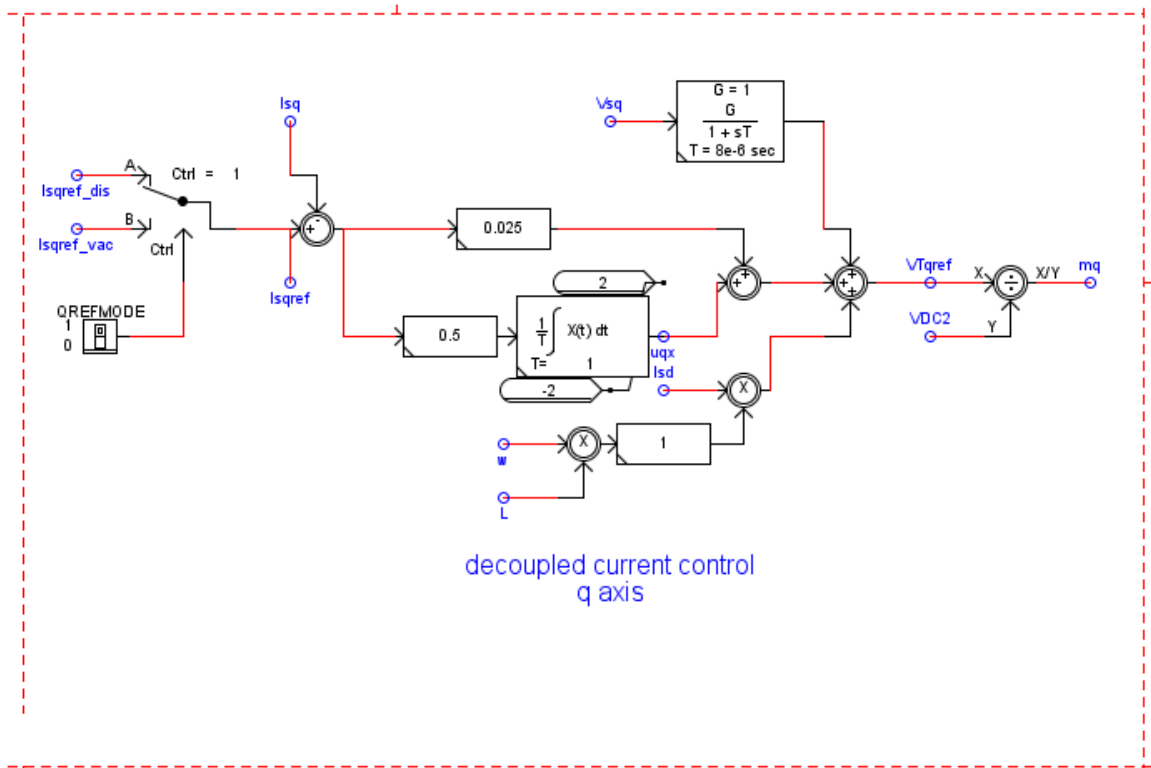 Isq
Vsq
G = 1
G
1 + sT
T = 8e-6 sec
A
Ctrl = 1
Isqref_dis
B
Isqref_vac
Ctrl
-
+
0.025
Isqref
2
+
+
+
+
+
VTqref
X
÷
X/Y
mq
QREFMODE
1
0
0.5
1
T
X(t) dt
T=
1
uqx
VDC2
Y
Isd
-2
X
w
X
1
L
decoupled current control
q axis